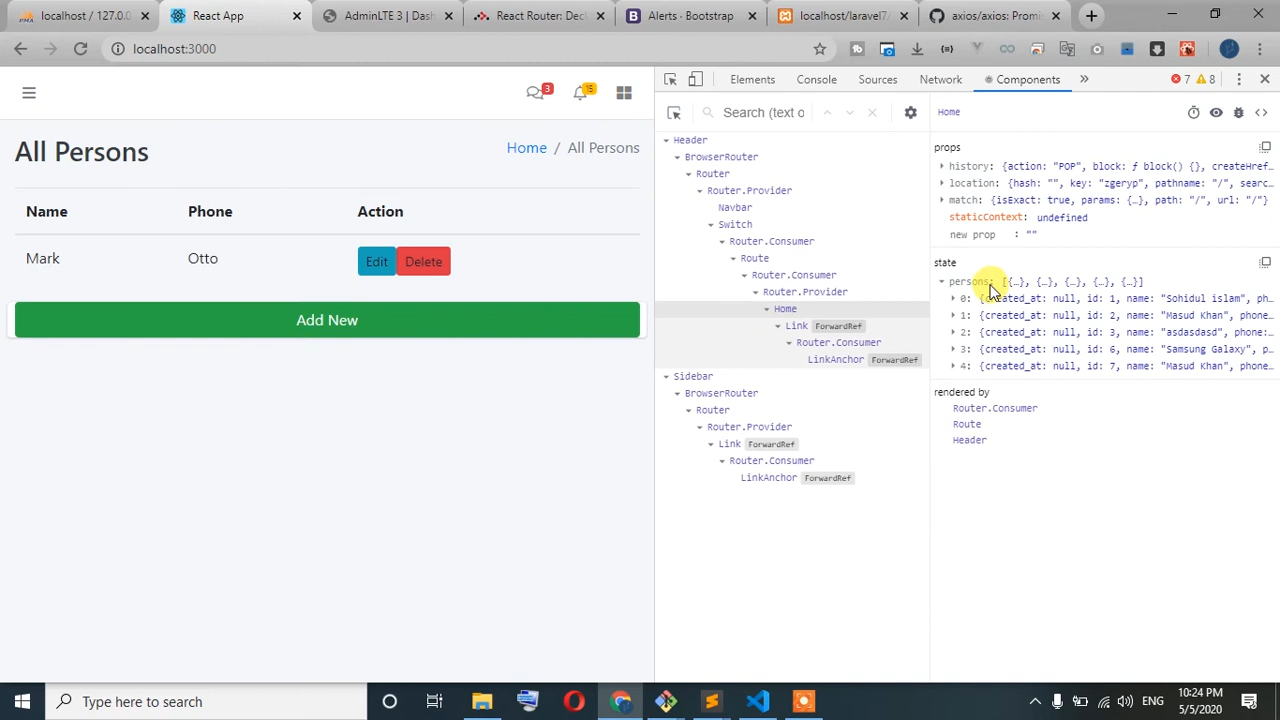 localhost / 127.0
React App
AdminLTE 3 | Dash
React Router: Dec
Alerts · Bootstrap
localhost/laravel7/
axios/axios: Promis
localhost:3000
3
15
All Persons
Home / All Persons
Name Phone Action
Mark Otto Edit Delete
Add New
Elements Console Sources Network Components » 7 8
Search (text o
Header
BrowserRouter
Router
Router.Provider
Navbar
Switch
Router.Consumer
Route
Router.Consumer
Router.Provider
Home
Link ForwardRef
Router.Consumer
LinkAnchor ForwardRef
Sidebar
BrowserRouter
Router
Router.Provider
Link ForwardRef
Router.Consumer
LinkAnchor ForwardRef
Home
props
history: {action: "POP", block: ƒ block() {}, createHref…
location: {hash: "", key: "zgeryp", pathname: "/", searc…
match: {isExact: true, params: {…}, path: "/", url: "/"}
staticContext: undefined
new prop : ""
state
persons: [{…}, {…}, {…}, {…}, {…}]
0: {created_at: null, id: 1, name: "Sohidul islam", ph…
1: {created_at: null, id: 2, name: "Masud Khan", phone…
2: {created_at: null, id: 3, name: "asdasdasd", phone:…
3: {created_at: null, id: 6, name: "Samsung Galaxy", p…
4: {created_at: null, id: 7, name: "Masud Khan", phone…
rendered by
Router.Consumer
Route
Header
Type here to search
ENG
10:24 PM
5/5/2020